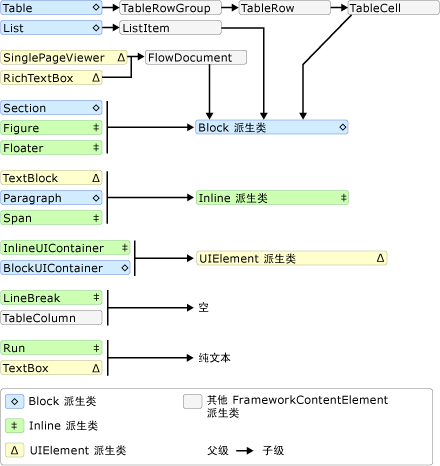 Table ◇ TableRowGroup TableRow TableCell
List ◇ ListItem
SinglePageViewer Δ FlowDocument
RichTextBox Δ
Section ◇
Figure ‡ Block 派生类 ◇
Floater ‡
TextBlock Δ
Paragraph ◇ Inline 派生类 ‡
Span ‡
InlineUIContainer ‡
UIElement 派生类 Δ
BlockUIContainer ◇
LineBreak ‡
空
TableColumn
Run ‡
纯文本
TextBox Δ
◇ Block 派生类 其他 FrameworkContentElement
派生类
‡ Inline 派生类
Δ UIElement 派生类 父级 子级